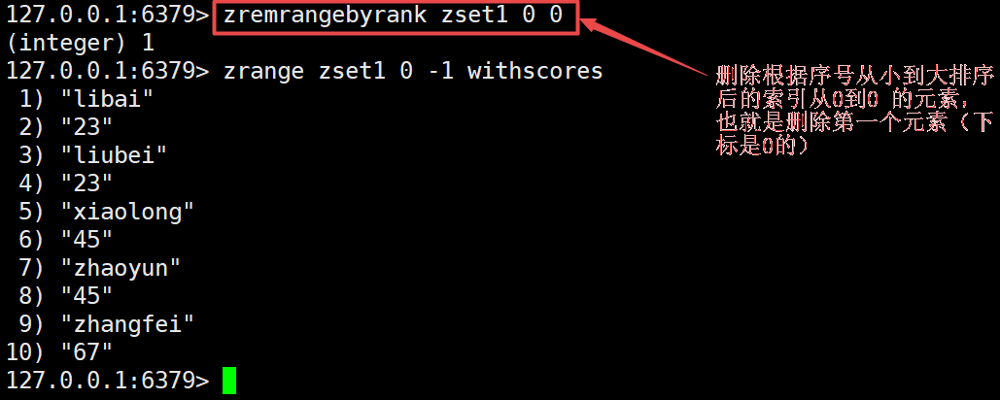 127.0.0.1:6379> zremrangebyrank zset1 0 0
(integer) 1
127.0.0.1:6379> zrange zset1 0 -1 withscores
1) "libai"
2) "23"
3) "liubei"
4) "23"
5) "xiaolong"
6) "45"
7) "zhaoyun"
8) "45"
9) "zhangfei"
10) "67"
127.0.0.1:6379>
删除根据序号从小到大排序
后的索引从0到0 的元素,
也就是删除第一个元素（下
标是0的）